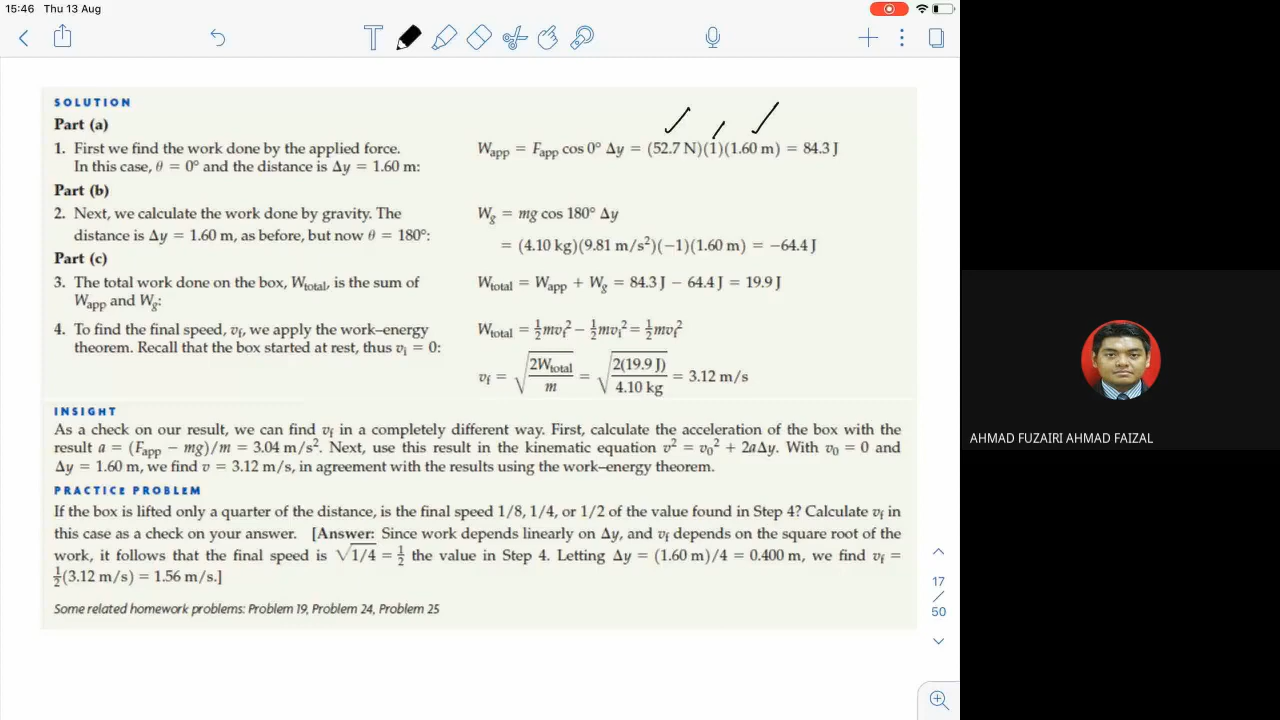 15:46 Thu 13 Aug
SOLUTION
Part (a)
1. First we find the work done by the applied force. In this case, θ = 0° and the distance is Δy = 1.60 m:
W_app = F_app cos 0° Δy = (52.7 N)(1)(1.60 m) = 84.3 J
Part (b)
2. Next, we calculate the work done by gravity. The distance is Δy = 1.60 m, as before, but now θ = 180°:
W_g = mg cos 180° Δy
= (4.10 kg)(9.81 m/s²)(−1)(1.60 m) = −64.4 J
Part (c)
3. The total work done on the box, W_total, is the sum of W_app and W_g:
W_total = W_app + W_g = 84.3 J − 64.4 J = 19.9 J
4. To find the final speed, v_f, we apply the work–energy theorem. Recall that the box started at rest, thus v_i = 0:
W_total = ½mv_f² − ½mv_i² = ½mv_f²
v_f = √(2W_total / m) = √(2(19.9 J) / 4.10 kg) = 3.12 m/s
INSIGHT
As a check on our result, we can find v_f in a completely different way. First, calculate the acceleration of the box with the
result a = (F_app − mg)/m = 3.04 m/s². Next, use this result in the kinematic equation v² = v₀² + 2aΔy. With v₀ = 0 and
Δy = 1.60 m, we find v = 3.12 m/s, in agreement with the results using the work–energy theorem.
PRACTICE PROBLEM
If the box is lifted only a quarter of the distance, is the final speed 1/8, 1/4, or 1/2 of the value found in Step 4? Calculate v_f in
this case as a check on your answer. [Answer: Since work depends linearly on Δy, and v_f depends on the square root of the
work, it follows that the final speed is √1/4 = ½ the value in Step 4. Letting Δy = (1.60 m)/4 = 0.400 m, we find v_f =
½(3.12 m/s) = 1.56 m/s.]
Some related homework problems: Problem 19, Problem 24, Problem 25
17
/
50
AHMAD FUZAIRI AHMAD FAIZAL